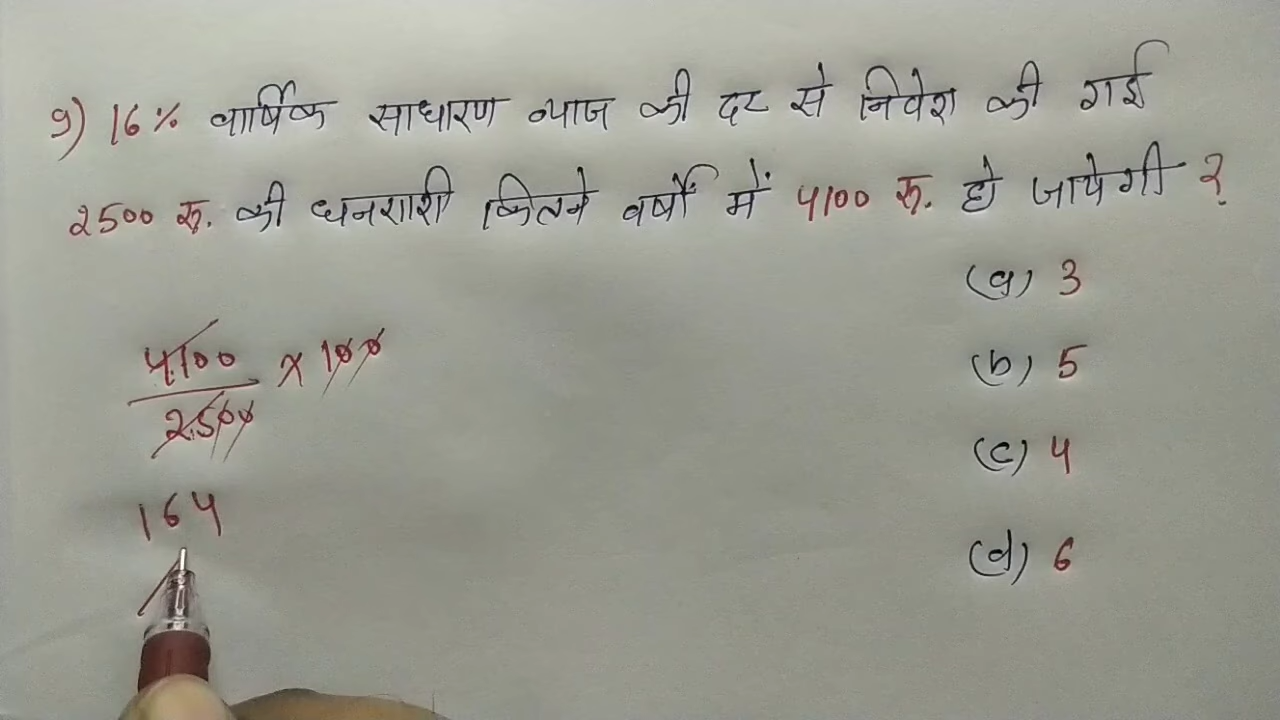 9) 16% वार्षिक साधारण व्याज की दर से निवेश की गई
2500 रु. की धनराशी कितने वर्षों में 4100 रु. हो जायेगी ?
(a) 3
(b) 5
(c) 4
(d) 6
4100
2500
x 100
164